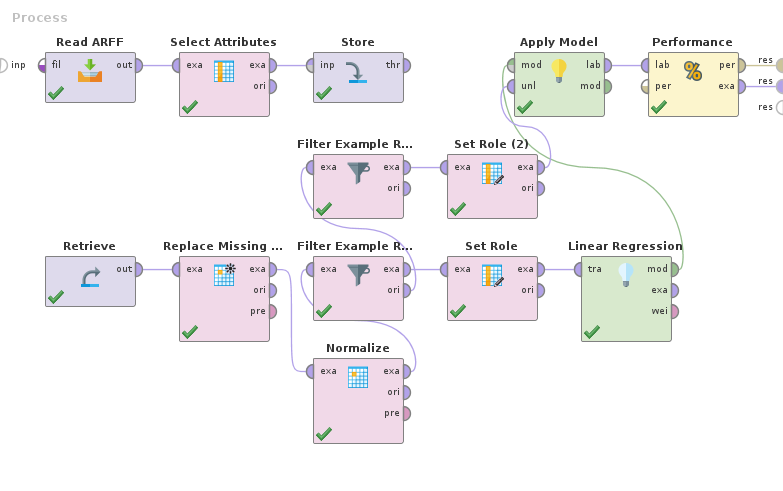 Process
Read ARFF
Select Attributes
Store
Apply Model
Performance
inp
fil
out
exa
exa
ori
inp
thr
mod
lab
unl
mod
lab
per
per
exa
res
res
res
Filter Example R...
Set Role (2)
exa
exa
ori
exa
exa
ori
Retrieve
Replace Missing ...
Filter Example R...
Set Role
Linear Regression
out
exa
exa
ori
pre
exa
exa
ori
exa
exa
ori
tra
mod
exa
wei
Normalize
exa
exa
ori
pre